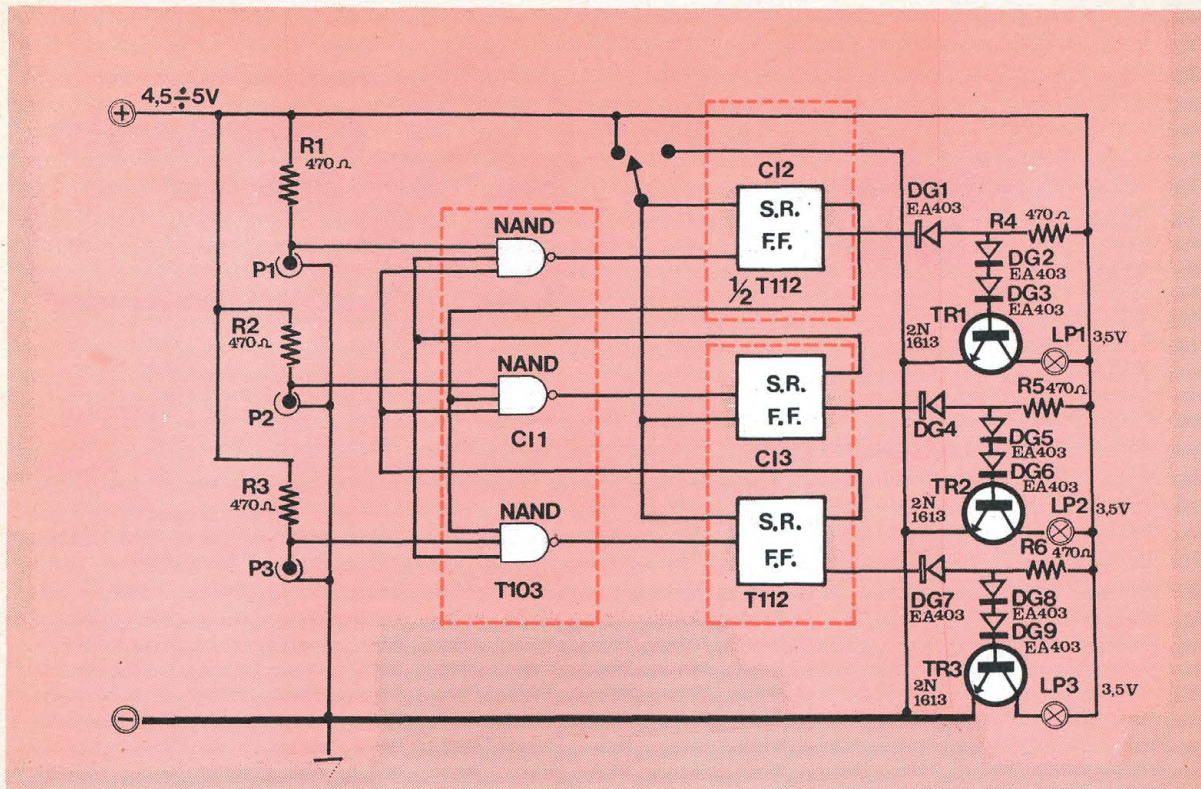 + 4,5÷5V
R1
470Ω
P1
R2
470Ω
P2
R3
470Ω
P3
−
NAND
NAND
CI1
NAND
T103
CI2
S.R.
F.F.
½ T112
S.R.
F.F.
CI3
S.R.
F.F.
T112
DG1
EA403
R4 470Ω
DG2
EA403
DG3
EA403
TR1
2N
1613
LP1 3,5V
R5 470Ω
DG4
DG5
EA403
DG6
EA403
TR2
2N
1613
LP2 3,5V
R6 470Ω
DG7
EA403
DG8
EA403
DG9
EA403
TR3
2N
1613
LP3 3,5V